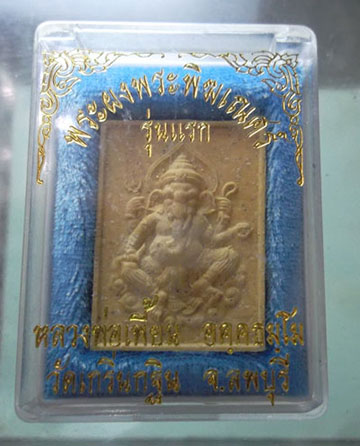 พระผงพระพิฆเนศวร์
รุ่นแรก
หลวงพ่อเพี้ยน อคฺคธมฺโม
วัดเกริ่นกฐิน จ.ลพบุรี